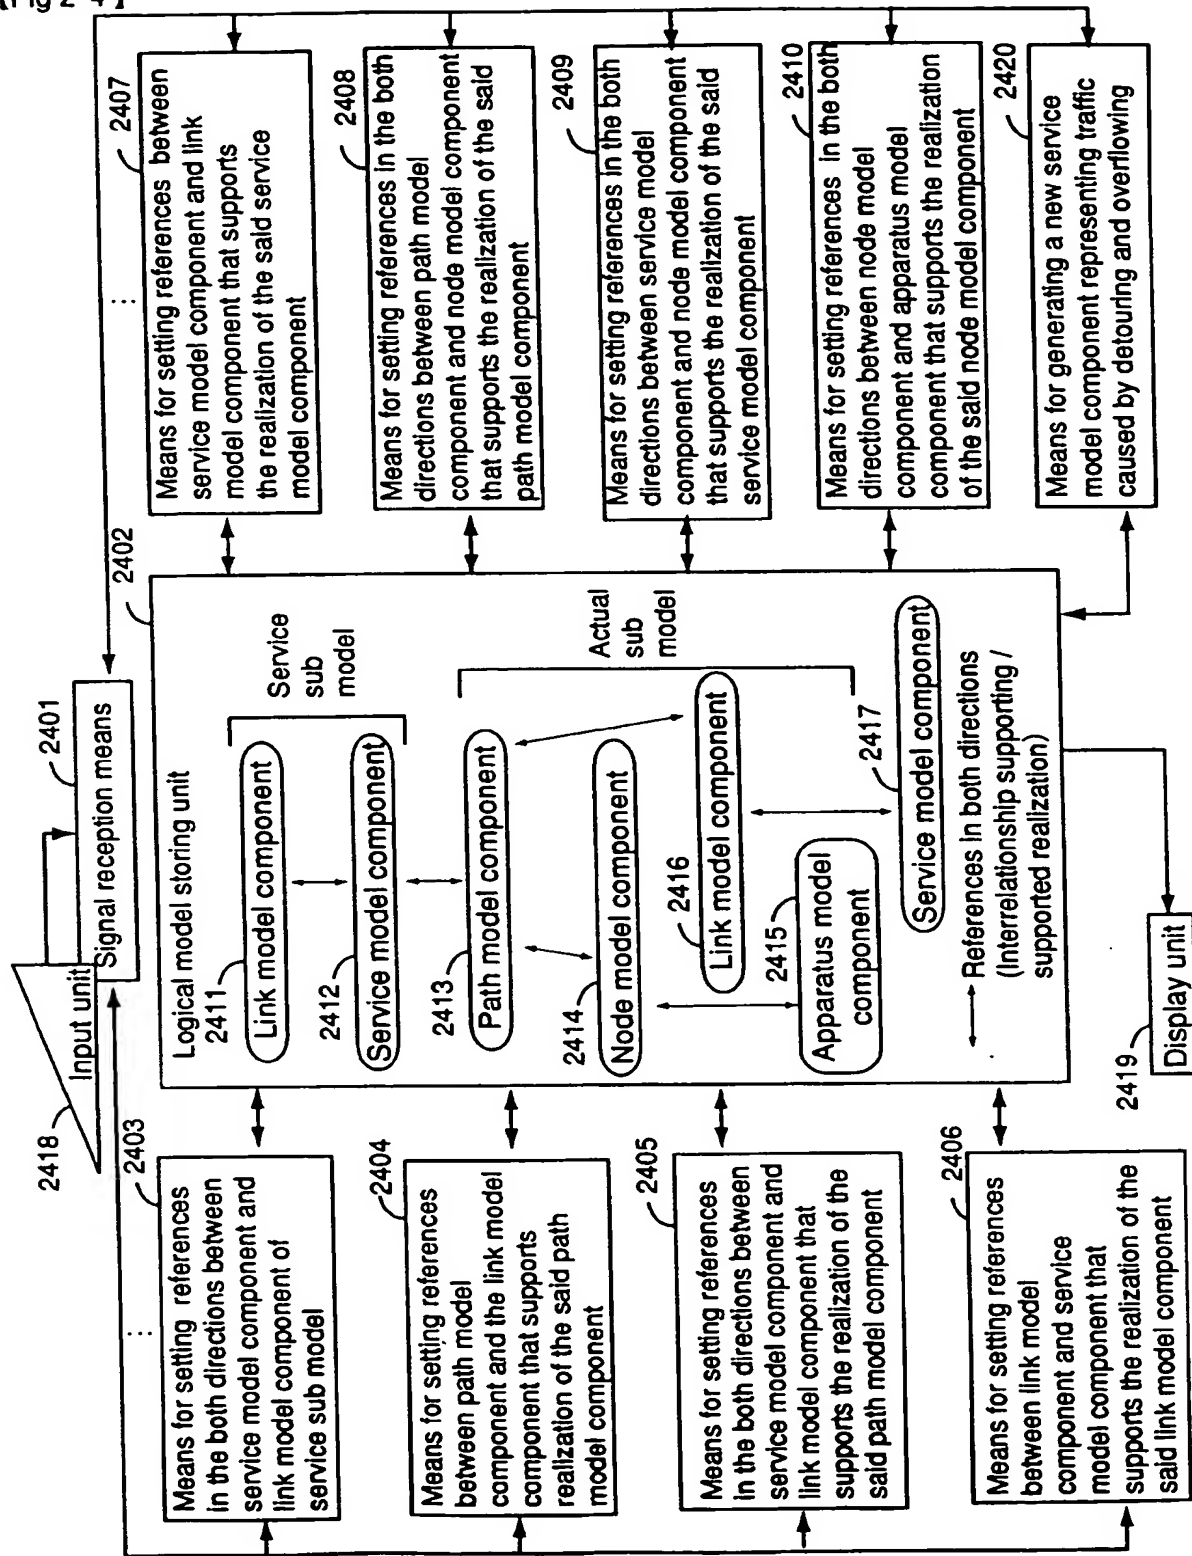 【Fig 2-4】
2418
Input unit
2401
Signal reception means
2402
Logical model storing unit
2411
Link model component
2412
Service model component
Service
sub
model
2413
Path model component
2414
Node model component
2416
Link model component
2415
Apparatus model
component
Actual
sub
model
2417
Service model component
References in both directions
(Interrelationship supporting /
supported realization)
2419
Display unit
2403
Means for setting references
in the both directions between
service model component and
link model component of
service sub model
2404
Means for setting references
between path model
component and the link model
component that supports
realization of the said path
model component
2405
Means for setting references
in the both directions between
service model component and
link model component that
supports the realization of the
said path model component
2406
Means for setting references
between link model
component and service
model component that
supports the realization of the
said link model component
2407
Means for setting references between
service model component and link
model component that supports
the realization of the said service
model component
2408
Means for setting references in the both
directions between path model
component and node model component
that supports the realization of the said
path model component
2409
Means for setting references in the both
directions between service model
component and node model component
that supports the realization of the said
service model component
2410
Means for setting references in the both
directions between node model
component and apparatus model
component that supports the realization
of the said node model component
2420
Means for generating a new service
model component representing traffic
caused by detouring and overflowing